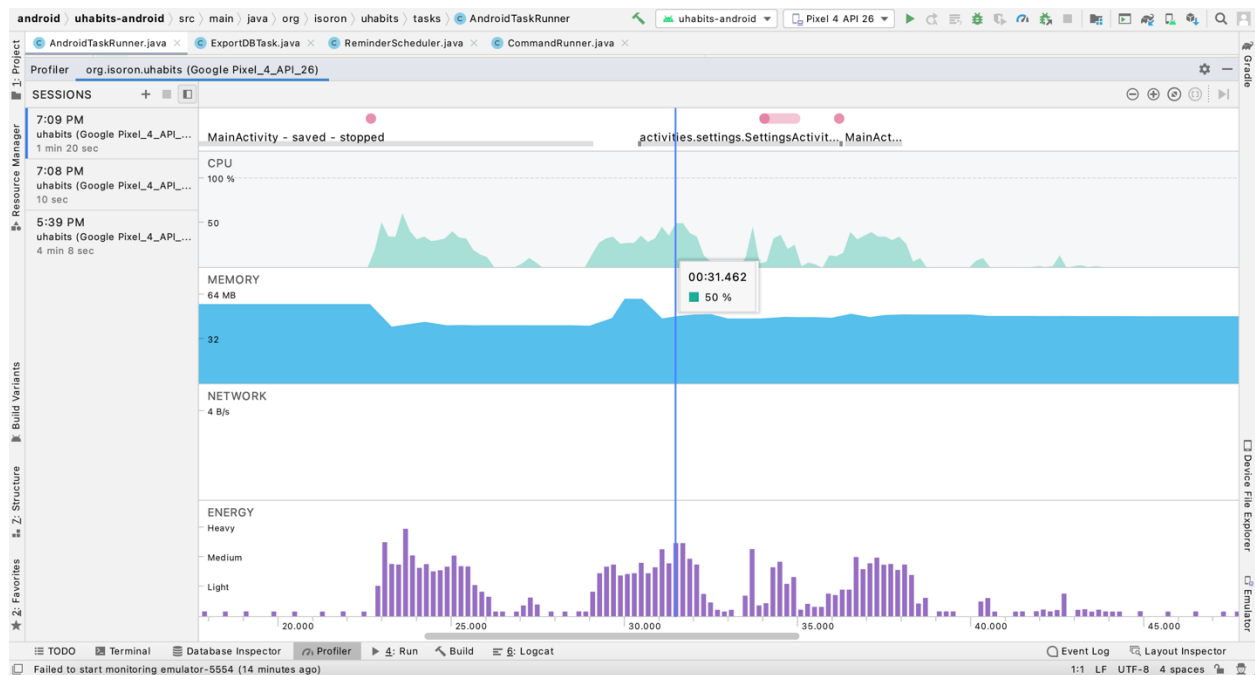 android uhabits-android src main java org isoron uhabits tasks AndroidTaskRunner uhabits-android Pixel 4 API 26
AndroidTaskRunner.java ExportDBTask.java ReminderScheduler.java CommandRunner.java
Profiler org.isoron.uhabits (Google Pixel_4_API_26)
SESSIONS
7:09 PM
uhabits (Google Pixel_4_API_...
1 min 20 sec
7:08 PM
uhabits (Google Pixel_4_API_...
10 sec
5:39 PM
uhabits (Google Pixel_4_API_...
4 min 8 sec
MainActivity - saved - stopped activities.settings.SettingsActivit... MainAct...
CPU
100 %
50
00:31.462
50 %
MEMORY
64 MB
32
NETWORK
4 B/s
ENERGY
Heavy
Medium
Light
20.000 25.000 30.000 35.000 40.000 45.000
1: Project
Resource Manager
Build Variants
Z: Structure
2: Favorites
Gradle
Device File Explorer
Emulator
TODO Terminal Database Inspector Profiler 4: Run Build 6: Logcat Event Log Layout Inspector
Failed to start monitoring emulator-5554 (14 minutes ago) 1:1 LF UTF-8 4 spaces